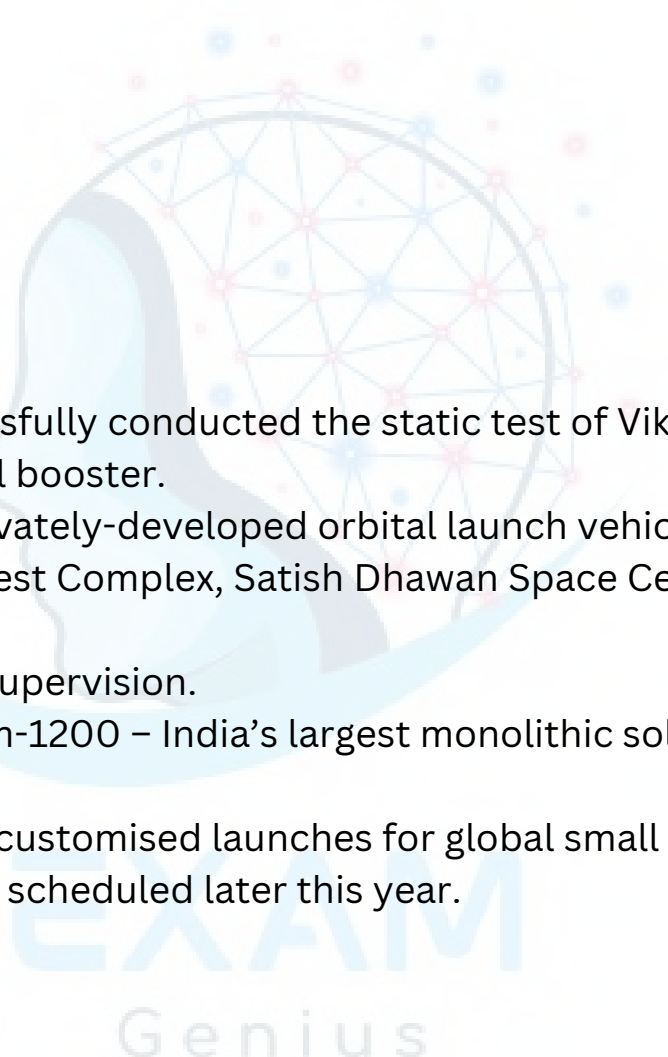 sfully conducted the static test of Vik
l booster.
vately-developed orbital launch vehic
est Complex, Satish Dhawan Space Ce
upervision.
n-1200 – India’s largest monolithic sol
customised launches for global small
scheduled later this year.
EXAM
Genius